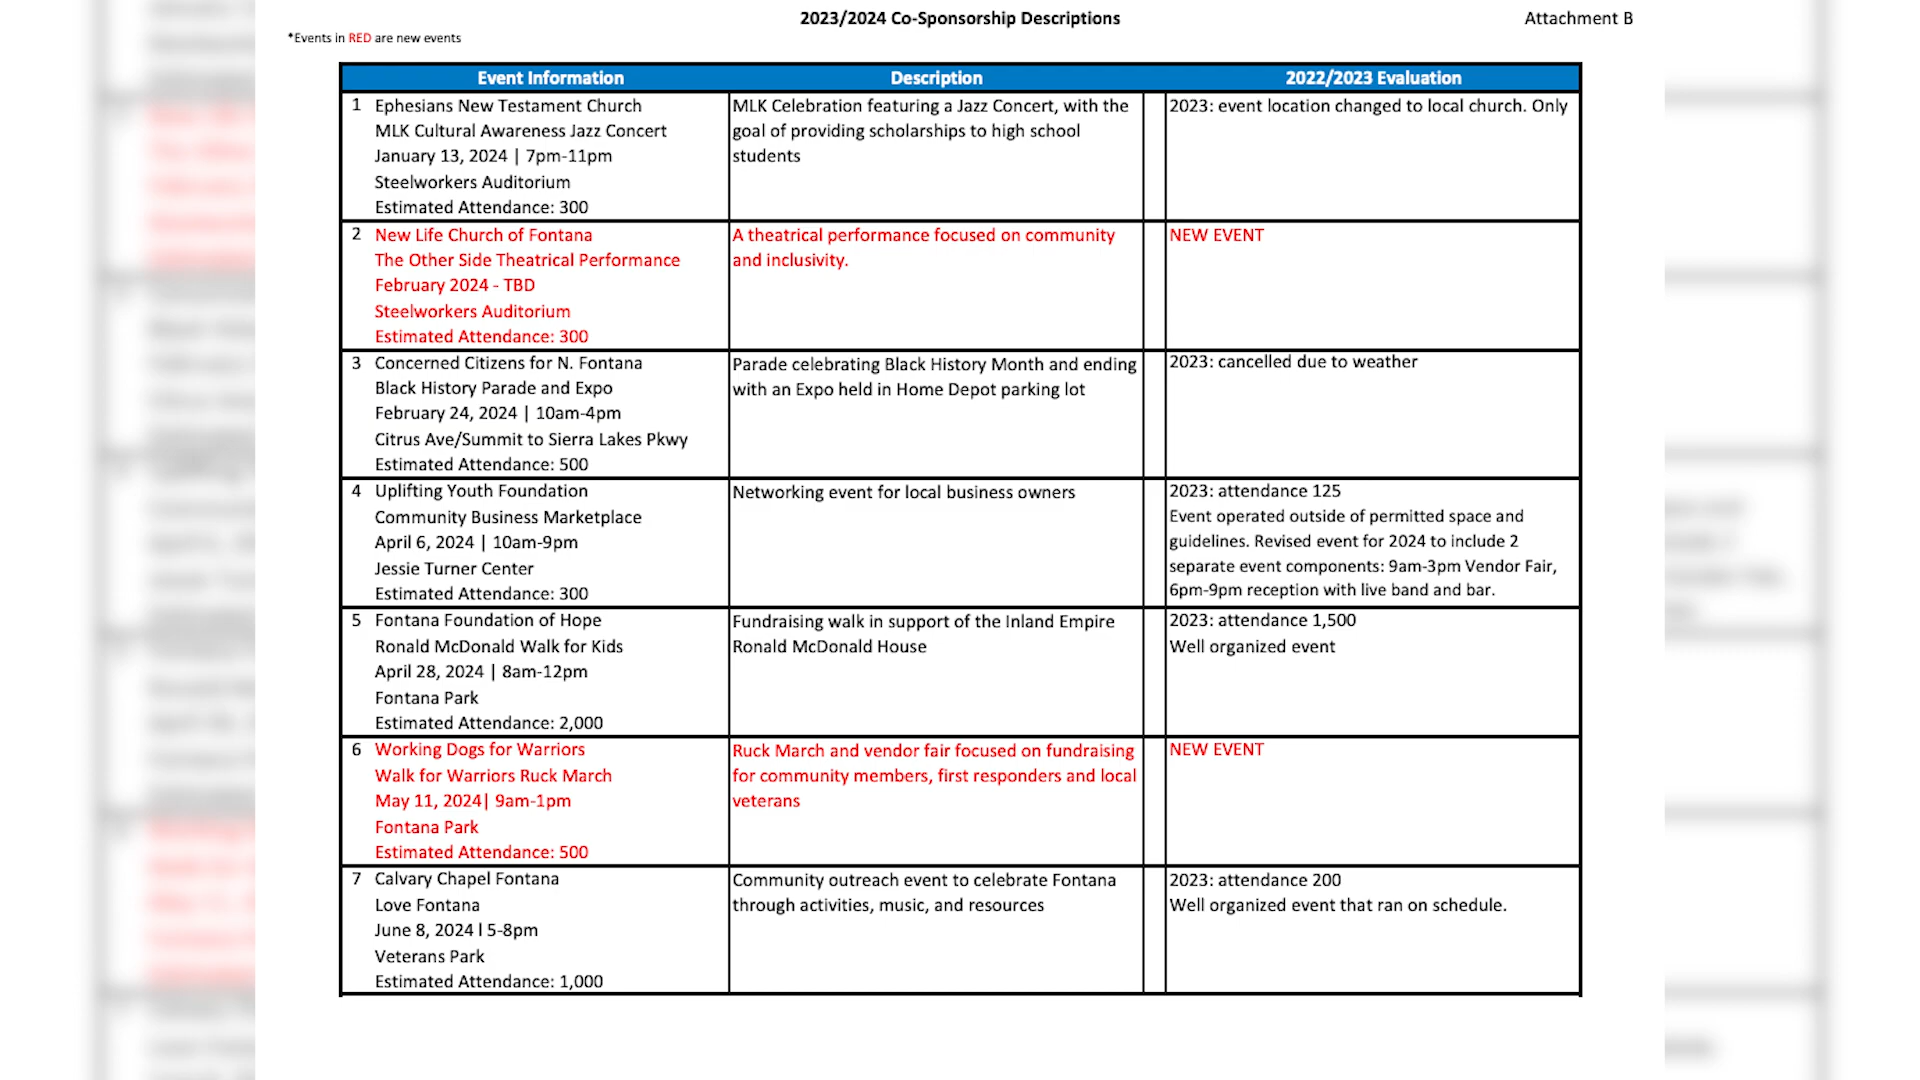 2023/2024 Co-Sponsorship Descriptions
Attachment B
*Events in RED are new events
Event Information
Description
2022/2023 Evaluation
1 Ephesians New Testament Church
MLK Cultural Awareness Jazz Concert
January 13, 2024 | 7pm-11pm
Steelworkers Auditorium
Estimated Attendance: 300
MLK Celebration featuring a Jazz Concert, with the
goal of providing scholarships to high school
students
2023: event location changed to local church. Only
2 New Life Church of Fontana
The Other Side Theatrical Performance
February 2024 - TBD
Steelworkers Auditorium
Estimated Attendance: 300
A theatrical performance focused on community
and inclusivity.
NEW EVENT
3 Concerned Citizens for N. Fontana
Black History Parade and Expo
February 24, 2024 | 10am-4pm
Citrus Ave/Summit to Sierra Lakes Pkwy
Estimated Attendance: 500
Parade celebrating Black History Month and ending
with an Expo held in Home Depot parking lot
2023: cancelled due to weather
4 Uplifting Youth Foundation
Community Business Marketplace
April 6, 2024 | 10am-9pm
Jessie Turner Center
Estimated Attendance: 300
Networking event for local business owners
2023: attendance 125
Event operated outside of permitted space and
guidelines. Revised event for 2024 to include 2
separate event components: 9am-3pm Vendor Fair,
6pm-9pm reception with live band and bar.
5 Fontana Foundation of Hope
Ronald McDonald Walk for Kids
April 28, 2024 | 8am-12pm
Fontana Park
Estimated Attendance: 2,000
Fundraising walk in support of the Inland Empire
Ronald McDonald House
2023: attendance 1,500
Well organized event
6 Working Dogs for Warriors
Walk for Warriors Ruck March
May 11, 2024| 9am-1pm
Fontana Park
Estimated Attendance: 500
Ruck March and vendor fair focused on fundraising
for community members, first responders and local
veterans
NEW EVENT
7 Calvary Chapel Fontana
Love Fontana
June 8, 2024 l 5-8pm
Veterans Park
Estimated Attendance: 1,000
Community outreach event to celebrate Fontana
through activities, music, and resources
2023: attendance 200
Well organized event that ran on schedule.